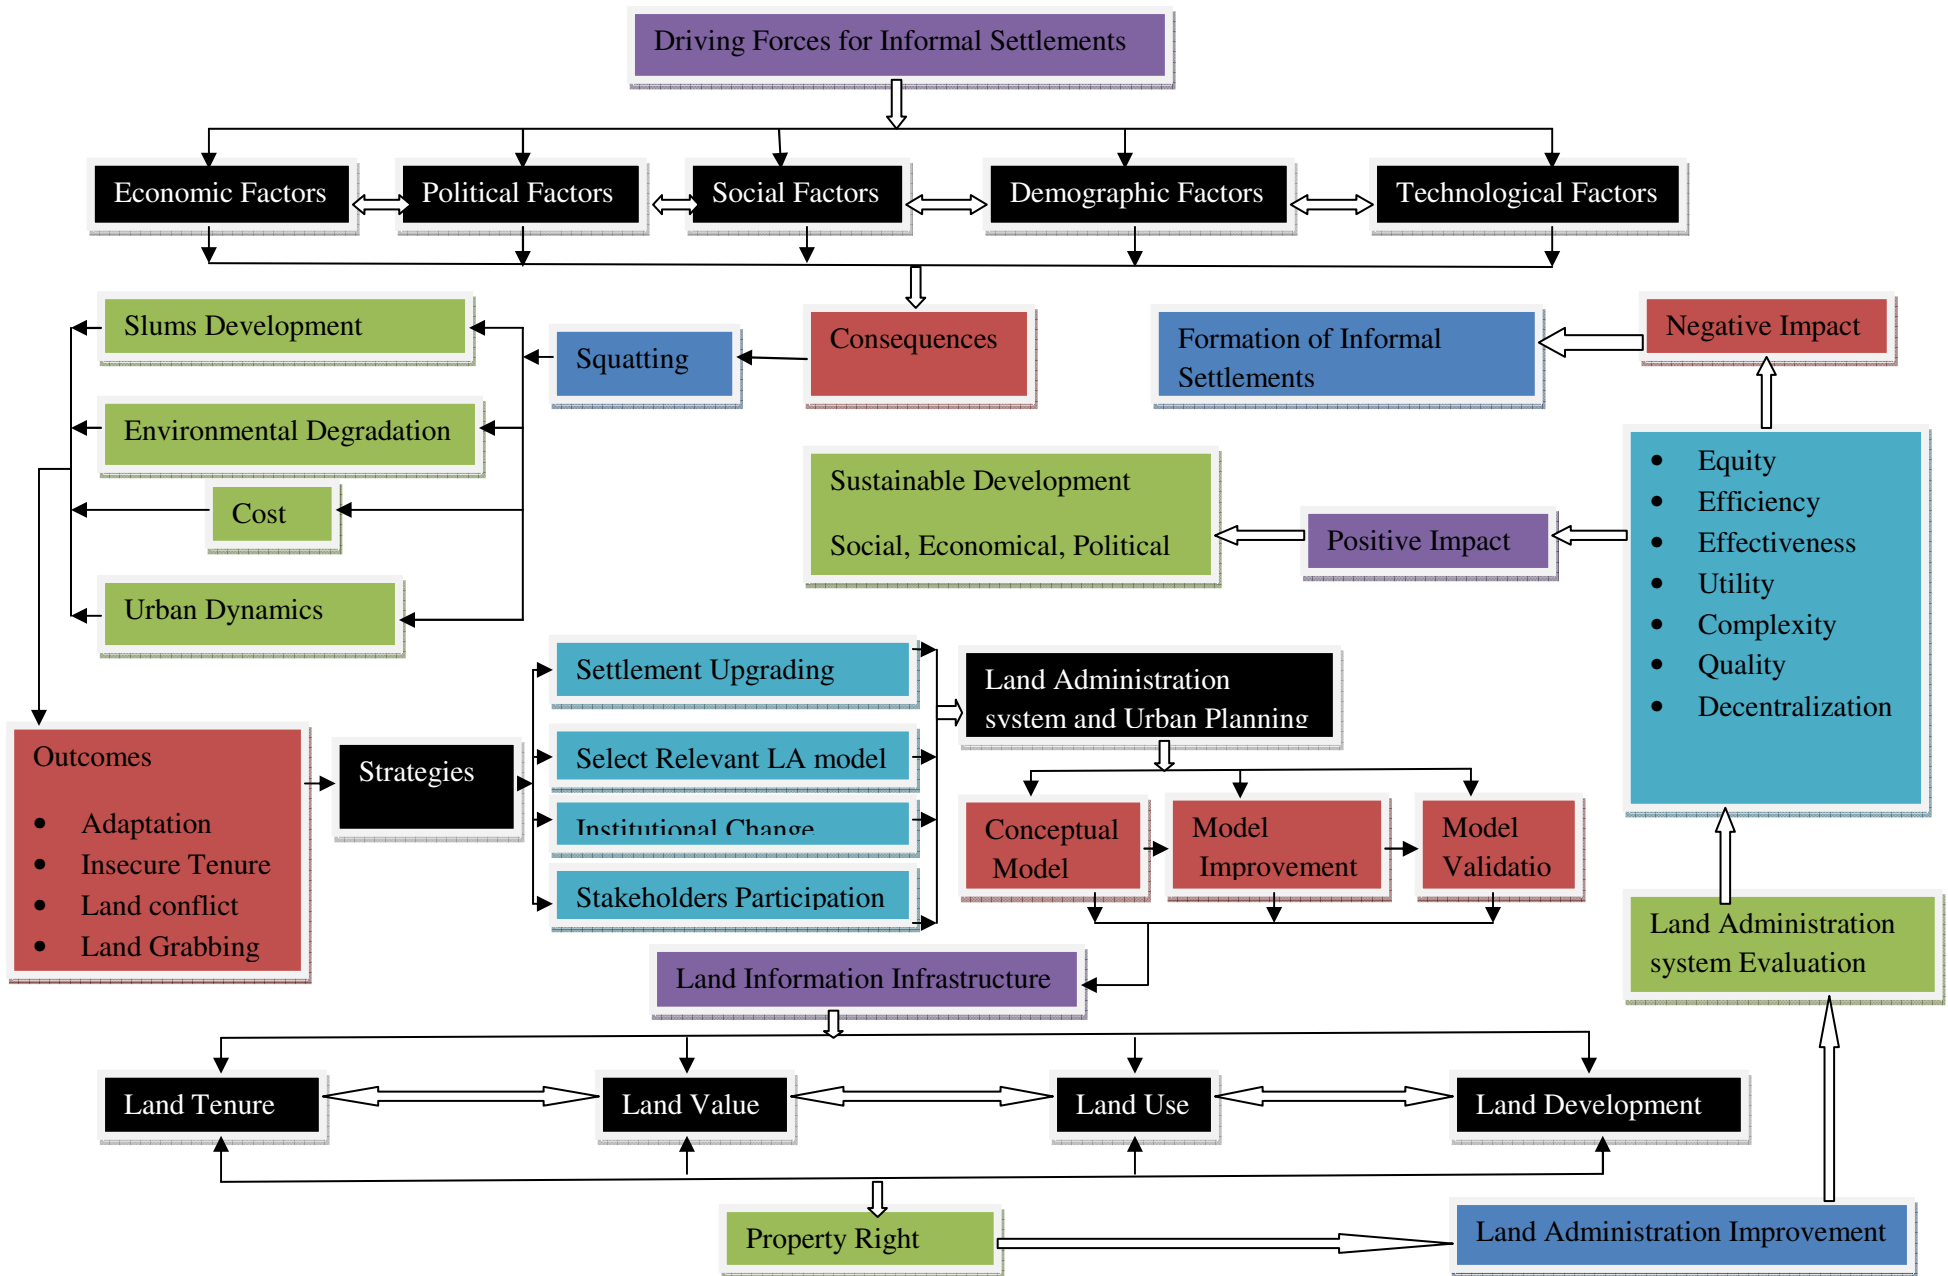 Driving Forces for Informal Settlements
Economic Factors
Political Factors
Social Factors
Demographic Factors
Technological Factors
Slums Development
Squatting
Consequences
Formation of Informal
Settlements
Negative Impact
Environmental Degradation
Cost
Urban Dynamics
Sustainable Development
Social, Economical, Political
Positive Impact
• Equity
• Efficiency
• Effectiveness
• Utility
• Complexity
• Quality
• Decentralization
Outcomes
• Adaptation
• Insecure Tenure
• Land conflict
• Land Grabbing
Strategies
Settlement Upgrading
Select Relevant LA model
Institutional Change
Stakeholders Participation
Land Administration
system and Urban Planning
Conceptual
Model
Model
Improvement
Model
Validatio
Land Administration
system Evaluation
Land Information Infrastructure
Land Tenure
Land Value
Land Use
Land Development
Property Right
Land Administration Improvement